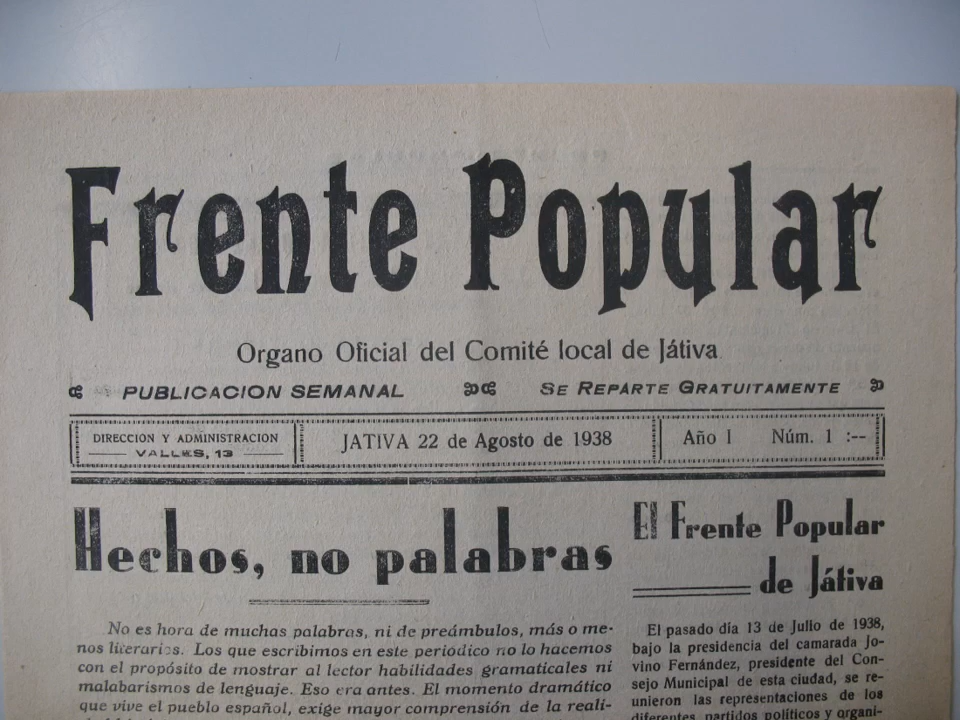 Frente Popular
Organo Oficial del Comité local de Játiva
PUBLICACION SEMANAL SE REPARTE GRATUITAMENTE
DIRECCION Y ADMINISTRACION
VALLES, 13
JATIVA 22 de Agosto de 1938
Año I Núm. 1 :--
Hechos, no palabras
No es hora de muchas palabras, ni de preámbulos, más o me-
nos literarios. Los que escribimos en este periodico no lo hacemos
con el propósito de mostrar al lector habilidades gramaticales ni
malabarismos de lenguaje. Eso era antes. El momento dramático
que vive el pueblo español, exige mayor comprensión de la reali-
El Frente Popular
de Játiva
El pasado día 13 de Julio de 1938,
bajo la presidencia del camarada Jo-
vino Fernández, presidente del Con-
sejo Municipal de esta ciudad, se re-
unieron las representaciones de los
diferentes partidos políticos y organi-